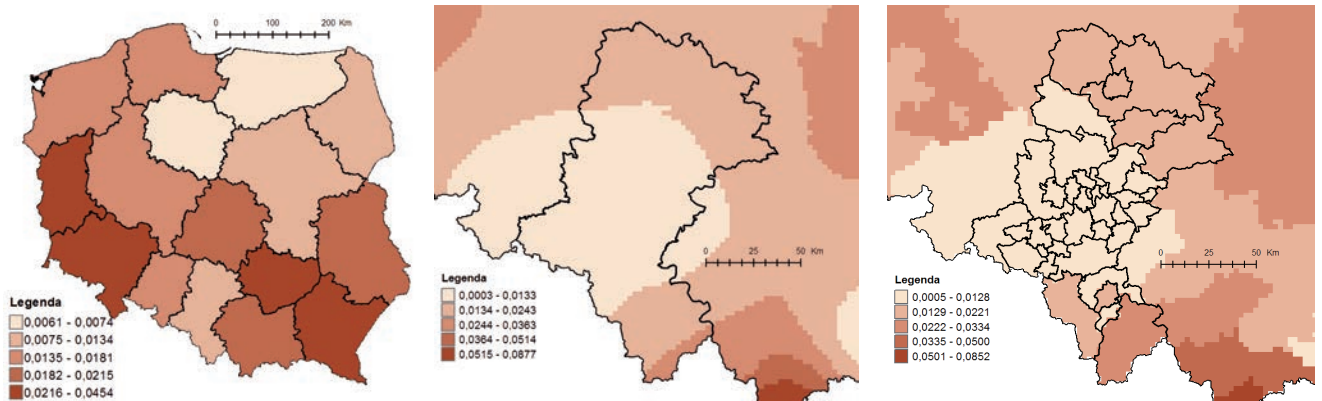 0 100 200 Km
Legenda
0,0061 - 0,0074
0,0075 - 0,0134
0,0135 - 0,0181
0,0182 - 0,0215
0,0216 - 0,0454
0 25 50 Km
Legenda
0,0003 - 0,0133
0,0134 - 0,0243
0,0244 - 0,0363
0,0364 - 0,0514
0,0515 - 0,0877
0 25 50 Km
Legenda
0,0005 - 0,0128
0,0129 - 0,0221
0,0222 - 0,0334
0,0335 - 0,0500
0,0501 - 0,0852